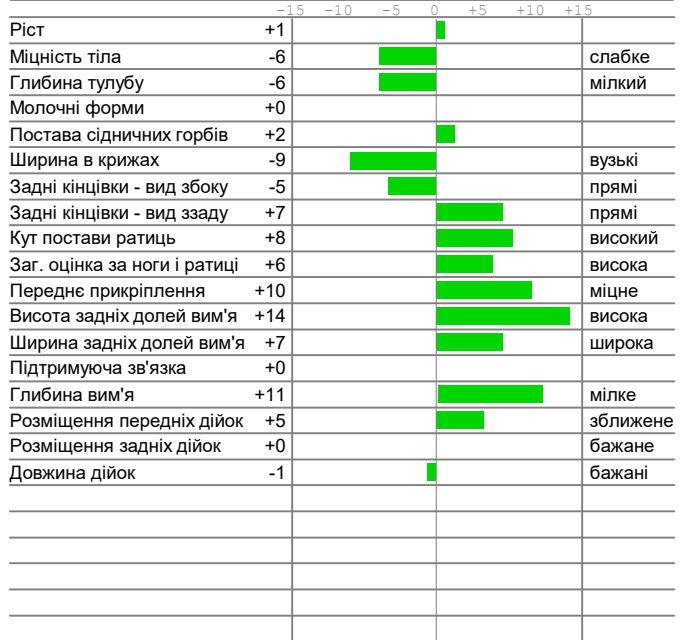 -15 -10 -5 0 +5 +10 +15
Ріст +1
Міцність тіла -6 слабке
Глибина тулубу -6 мілкий
Молочні форми +0
Постава сідничних горбів +2
Ширина в крижах -9 вузькі
Задні кінцівки - вид збоку -5 прямі
Задні кінцівки - вид ззаду +7 прямі
Кут постави ратиць +8 високий
Заг. оцінка за ноги і ратиці +6 висока
Переднє прикріплення +10 міцне
Висота задніх долей вим'я +14 висока
Ширина задніх долей вим'я +7 широка
Підтримуюча зв'язка +0
Глибина вим'я +11 мілке
Розміщення передніх дійок +5 зближене
Розміщення задніх дійок +0 бажане
Довжина дійок -1 бажані